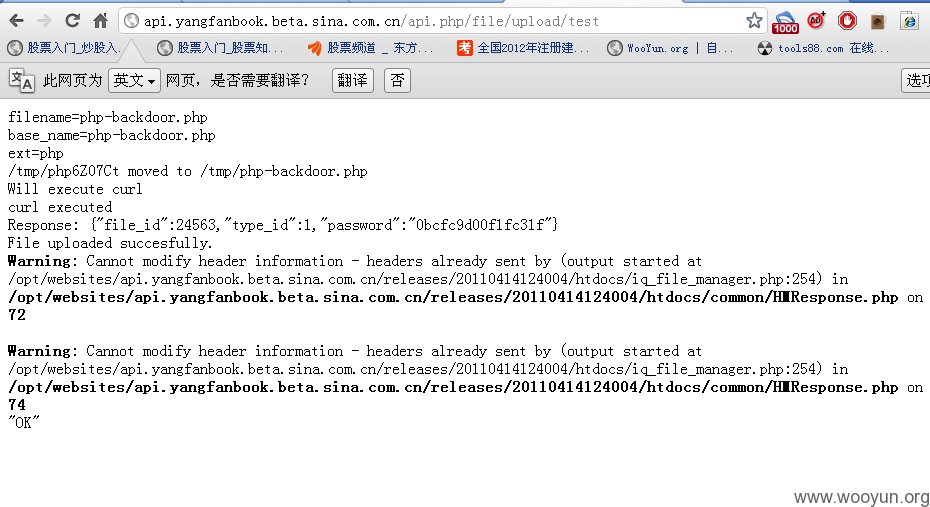 api.yangfanbook.beta.sina.com.cn/api.php/file/upload/test
1000
股票入门_炒股入.
股票入门_股票知...
股票频道 _ 东方...
考 全国2012年注册建...
WooYun.org | 自...
tools88.com 在线...
此网页为 英文 网页，是否需要翻译？ 翻译 否 选项
filename=php-backdoor.php
base_name=php-backdoor.php
ext=php
/tmp/php6Z07Ct moved to /tmp/php-backdoor.php
Will execute curl
curl executed
Response: {"file_id":24563,"type_id":1,"password":"0bcfc9d00f1fc31f"}
File uploaded succesfully.
Warning: Cannot modify header information - headers already sent by (output started at
/opt/websites/api.yangfanbook.beta.sina.com.cn/releases/20110414124004/htdocs/iq_file_manager.php:254) in
/opt/websites/api.yangfanbook.beta.sina.com.cn/releases/20110414124004/htdocs/common/HMResponse.php on
72
Warning: Cannot modify header information - headers already sent by (output started at
/opt/websites/api.yangfanbook.beta.sina.com.cn/releases/20110414124004/htdocs/iq_file_manager.php:254) in
/opt/websites/api.yangfanbook.beta.sina.com.cn/releases/20110414124004/htdocs/common/HMResponse.php on
74
"OK"
www.wooyun.org